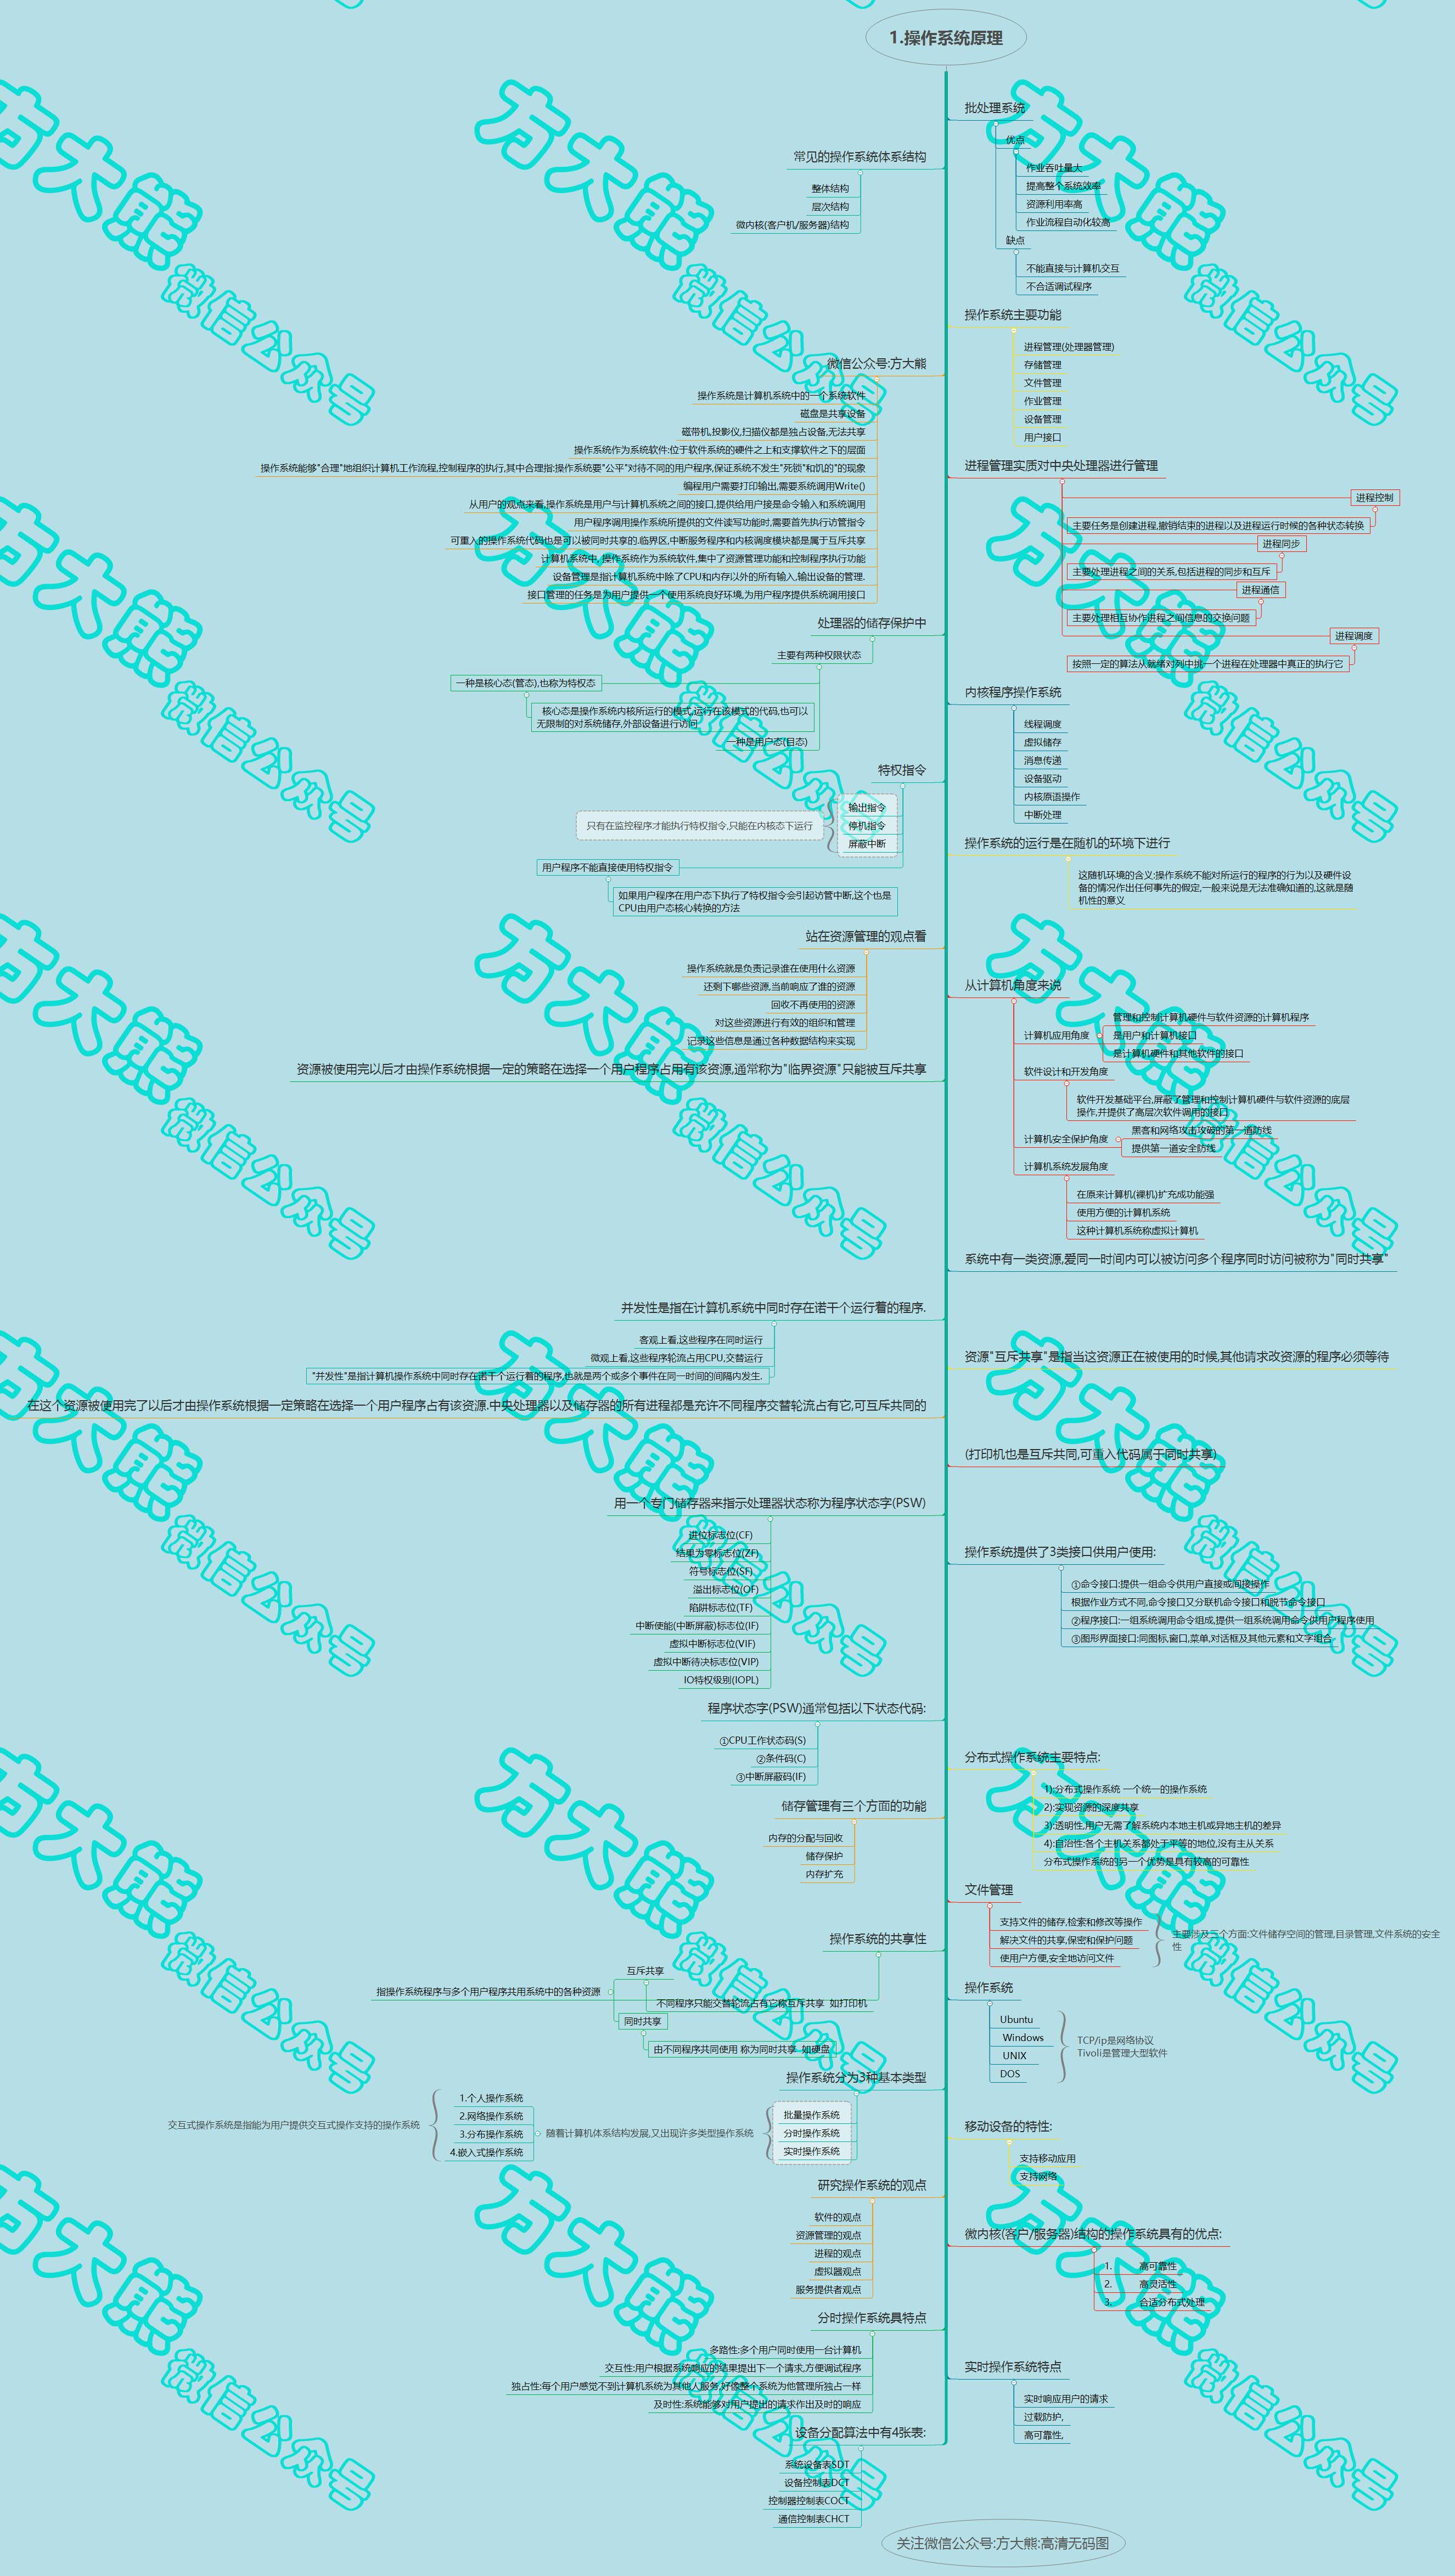 1.操作系统原理
批处理系统
优点
作业吞吐量大
提高整个系统效率
资源利用率高
作业流程自动化较高
缺点
不能直接与计算机交互
不合适调试程序
常见的操作系统体系结构
整体结构
层次结构
微内核(客户机/服务器)结构
操作系统主要功能
进程管理(处理器管理)
存储管理
文件管理
作业管理
设备管理
用户接口
微信公众号:方大熊
操作系统是计算机系统中的一个系统软件
磁盘是共享设备
磁带机,投影仪,扫描仪都是独占设备,无法共享
操作系统作为系统软件:位于软件系统的硬件之上和支撑软件之下的层面
操作系统能够"合理"地组织计算机工作流程,控制程序的执行,其中合理指:操作系统要"公平"对待不同的用户程序,保证系统不发生"死锁"和饥的"的现象
编程用户需要打印输出,需要系统调用Write()
从用户的观点来看,操作系统是用户与计算机系统之间的接口,提供给用户接是命令输入和系统调用
用户程序调用操作系统所提供的文件读写功能时,需要首先执行访管指令
可重入的操作系统代码也是可以被同时共享的.临界区,中断服务程序和内核调度模块都是属于互斥共享
计算机系统中, 操作系统作为系统软件,集中了资源管理功能和控制程序执行功能
设备管理是指计算机系统中除了CPU和内存以外的所有输入,输出设备的管理.
接口管理的任务是为用户提供一个使用系统良好环境,为用户程序提供系统调用接口
进程管理实质对中央处理器进行管理
进程控制
主要任务是创建进程,撤销结束的进程以及进程运行时候的各种状态转换
进程同步
主要处理进程之间的关系,包括进程的同步和互斥
进程通信
主要处理相互协作进程之间信息的交换问题
进程调度
按照一定的算法从就绪对列中挑一个进程在处理器中真正的执行它
处理器的储存保护中
主要有两种权限状态
一种是核心态(管态),也称为特权态
核心态是操作系统内核所运行的模式,运行在该模式的代码,也可以
无限制的对系统储存,外部设备进行访问
一种是用户态(目态)
内核程序操作系统
线程调度
虚拟储存
消息传递
设备驱动
内核原语操作
中断处理
特权指令
输出指令
停机指令
屏蔽中断
只有在监控程序才能执行特权指令,只能在内核态下运行
用户程序不能直接使用特权指令
如果用户程序在用户态下执行了特权指令会引起访管中断,这个也是
CPU由用户态核心转换的方法
操作系统的运行是在随机的环境下进行
这随机环境的含义:操作系统不能对所运行的程序的行为以及硬件设
备的情况作出任何事先的假定,一般来说是无法准确知道的,这就是随
机性的意义
站在资源管理的观点看
操作系统就是负责记录谁在使用什么资源
还剩下哪些资源,当前响应了谁的资源
回收不再使用的资源
对这些资源进行有效的组织和管理
记录这些信息是通过各种数据结构来实现
从计算机角度来说
计算机应用角度
管理和控制计算机硬件与软件资源的计算机程序
是用户和计算机接口
是计算机硬件和其他软件的接口
软件设计和开发角度
软件开发基础平台,屏蔽了管理和控制计算机硬件与软件资源的底层
操作,并提供了高层次软件调用的接口
计算机安全保护角度
黑客和网络攻击攻破的第一道防线
提供第一道安全防线
计算机系统发展角度
在原来计算机(裸机)扩充成功能强
使用方便的计算机系统
这种计算机系统称虚拟计算机
资源被使用完以后才由操作系统根据一定的策略在选择一个用户程序占用有该资源,通常称为"临界资源"只能被互斥共享
系统中有一类资源,爱同一时间内可以被访问多个程序同时访问被称为"同时共享"
并发性是指在计算机系统中同时存在诺干个运行着的程序.
客观上看,这些程序在同时运行
微观上看,这些程序轮流占用CPU,交替运行
"并发性"是指计算机操作系统中同时存在诺干个运行着的程序,也就是两个或多个事件在同一时间的间隔内发生.
资源"互斥共享"是指当这资源正在被使用的时候,其他请求改资源的程序必须等待
在这个资源被使用完了以后才由操作系统根据一定策略在选择一个用户程序占有该资源.中央处理器以及储存器的所有进程都是充许不同程序交替轮流占有它,可互斥共同的
(打印机也是互斥共同,可重入代码属于同时共享)
用一个专门储存器来指示处理器状态称为程序状态字(PSW)
进位标志位(CF)
结果为零标志位(ZF)
符号标志位(SF)
溢出标志位(OF)
陷阱标志位(TF)
中断使能(中断屏蔽)标志位(IF)
虚拟中断标志位(VIF)
虚拟中断待决标志位(VIP)
IO特权级别(IOPL)
操作系统提供了3类接口供用户使用:
①命令接口:提供一组命令供用户直接或间接操作
根据作业方式不同,命令接口又分联机命令接口和脱节命令接口
②程序接口:一组系统调用命令组成,提供一组系统调用命令供用户程序使用
③图形界面接口:同图标,窗口,菜单,对话框及其他元素和文字组合
程序状态字(PSW)通常包括以下状态代码:
①CPU工作状态码(S)
②条件码(C)
③中断屏蔽码(IF)
分布式操作系统主要特点:
1):分布式操作系统 一个统一的操作系统
2):实现资源的深度共享
3):透明性,用户无需了解系统内本地主机或异地主机的差异
4):自治性:各个主机关系都处于平等的地位,没有主从关系
分布式操作系统的另一个优势是具有较高的可靠性
储存管理有三个方面的功能
内存的分配与回收
储存保护
内存扩充
文件管理
支持文件的储存,检索和修改等操作
解决文件的共享,保密和保护问题
使用户方便,安全地访问文件
主要涉及三个方面:文件储存空间的管理,目录管理,文件系统的安全
性
操作系统的共享性
指操作系统程序与多个用户程序共用系统中的各种资源
互斥共享
不同程序只能交替轮流占有它称互斥共享 如打印机
同时共享
由不同程序共同使用 称为同时共享 如硬盘
操作系统
Ubuntu
Windows
UNIX
DOS
TCP/ip是网络协议
Tivoli是管理大型软件
操作系统分为3种基本类型
批量操作系统
分时操作系统
实时操作系统
随着计算机体系结构发展,又出现许多类型操作系统
1.个人操作系统
2.网络操作系统
3.分布操作系统
4.嵌入式操作系统
交互式操作系统是指能为用户提供交互式操作支持的操作系统
移动设备的特性:
支持移动应用
支持网络
研究操作系统的观点
软件的观点
资源管理的观点
进程的观点
虚拟器观点
服务提供者观点
微内核(客户/服务器)结构的操作系统具有的优点:
1. 高可靠性
2. 高灵活性
3. 合适分布式处理
分时操作系统具特点
多路性:多个用户同时使用一台计算机
交互性:用户根据系统响应的结果提出下一个请求,方便调试程序
独占性:每个用户感觉不到计算机系统为其他人服务,好像整个系统为他管理所独占一样
及时性:系统能够对用户提出的请求作出及时的响应
实时操作系统特点
实时响应用户的请求
过载防护,
高可靠性,
设备分配算法中有4张表:
系统设备表SDT
设备控制表DCT
控制器控制表COCT
通信控制表CHCT
关注微信公众号:方大熊:高清无码图
方大熊
微信公众号